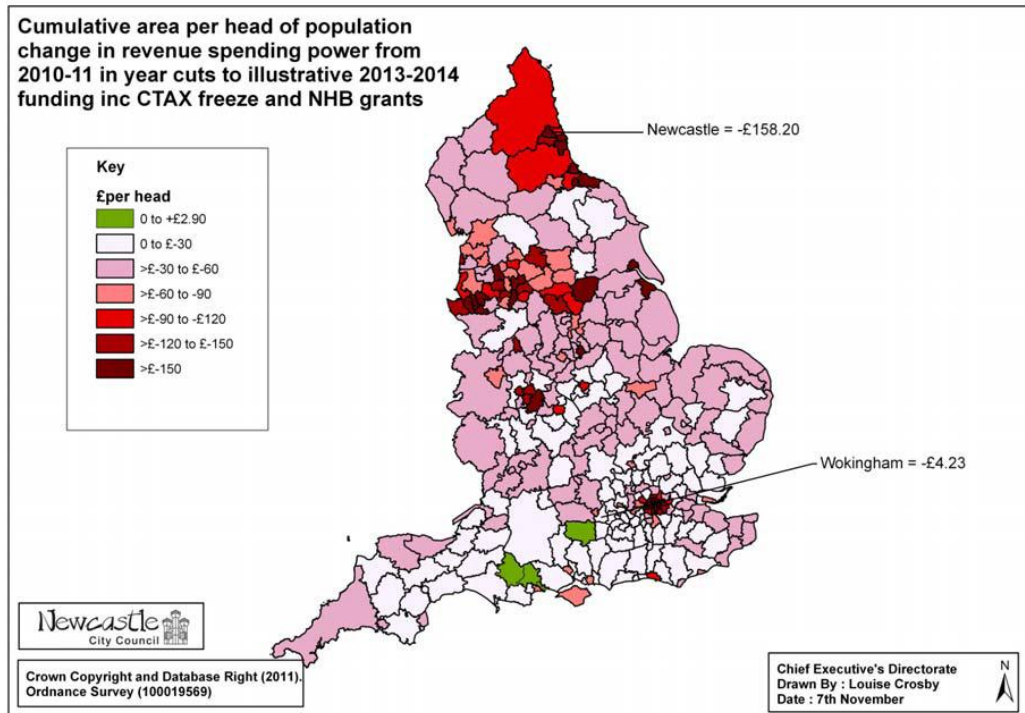 Cumulative area per head of population
change in revenue spending power from
2010-11 in year cuts to illustrative 2013-2014
funding inc CTAX freeze and NHB grants
Newcastle = -£158.20
Key
£per head
0 to +£2.90
0 to £-30
>£-30 to £-60
>£-60 to -90
>£-90 to -£120
>£-120 to £-150
>£-150
Wokingham = -£4.23
Newcastle
City Council
Crown Copyright and Database Right (2011).
Ordnance Survey (100019569)
Chief Executive's Directorate
Drawn By : Louise Crosby
Date : 7th November
N